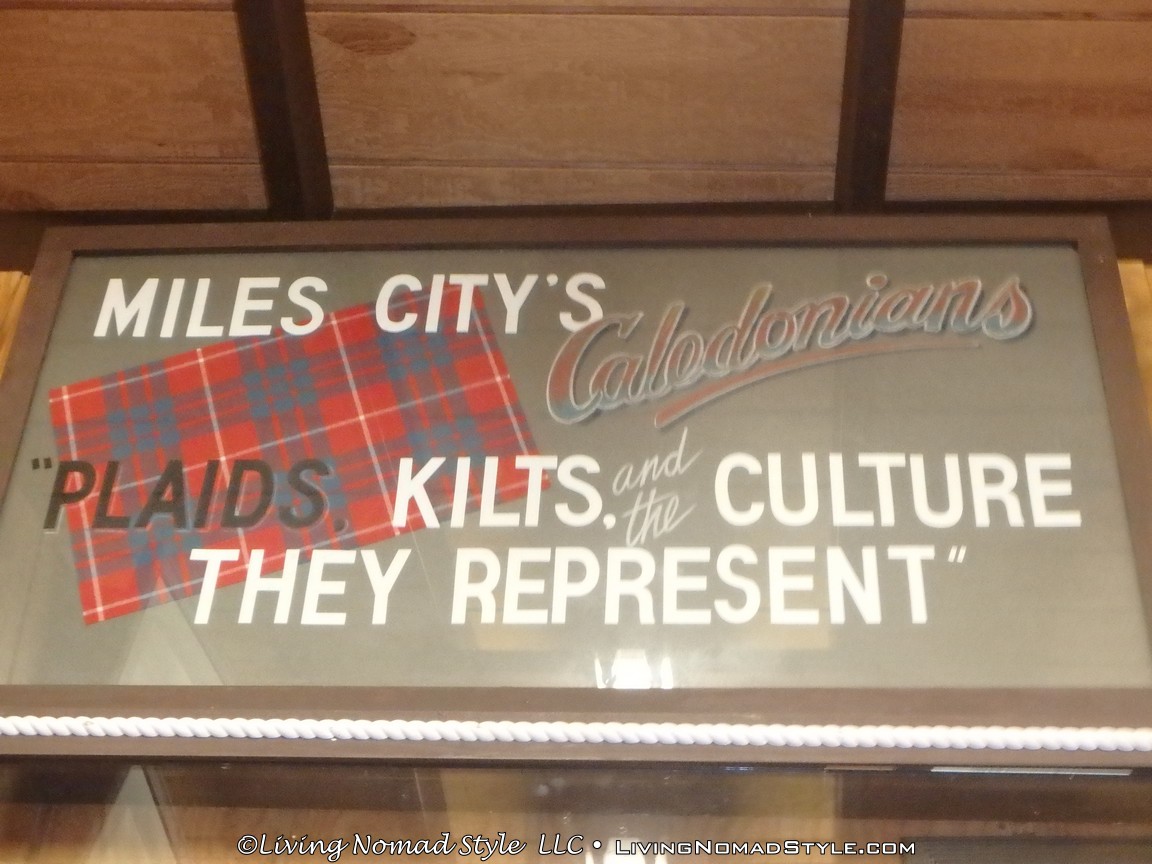 MILES CITY'S Caledonians
"PLAIDS, KILTS, and the CULTURE
THEY REPRESENT"
©Living Nomad Style LLC • LivingNomadStyle.com